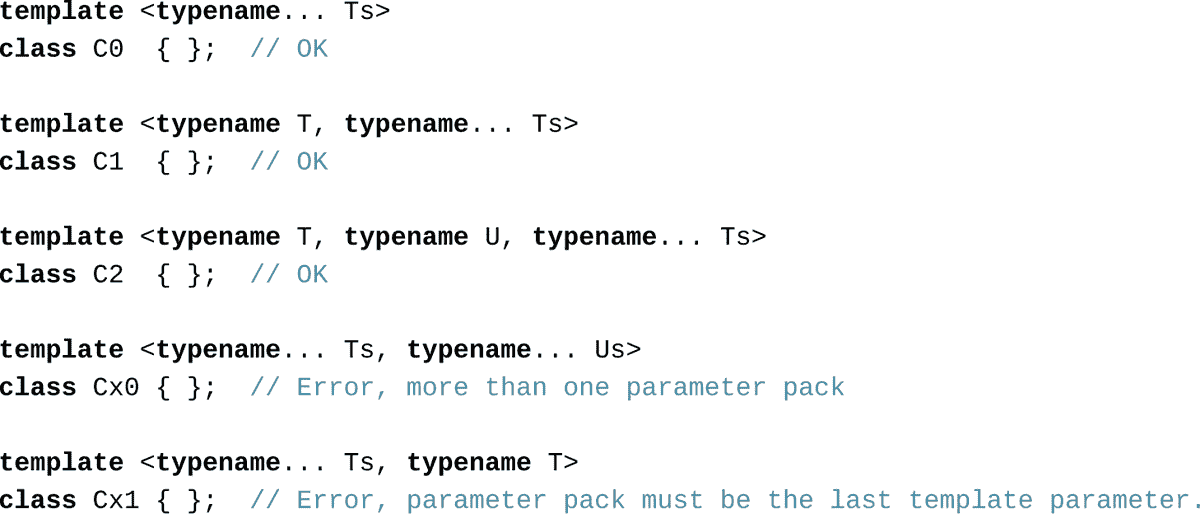 template <typename... Ts>
class C0  { };  // OK
template <typename T, typename... Ts>
class C1  { };  // OK
template <typename T, typename U, typename... Ts>
class C2  { };  // OK
template <typename... Ts, typename... Us>
class Cx0 { };  // Error, more than one parameter pack
template <typename... Ts, typename T>
class Cx1 { };  // Error, parameter pack must be the last template parameter.